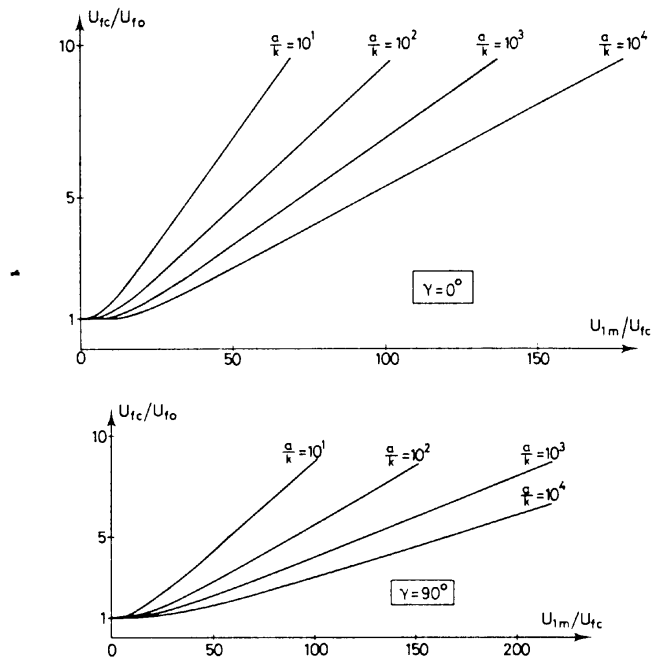 U_fc/U_fo
10
a/k = 10^1
a/k = 10^2
a/k = 10^3
a/k = 10^4
5
γ = 0°
1
U_1m/U_fc
0
50
100
150
U_fc/U_fo
10
a/k = 10^1
a/k = 10^2
a/k = 10^3
a/k = 10^4
5
γ = 90°
1
U_1m/U_fc
0
50
100
150
200